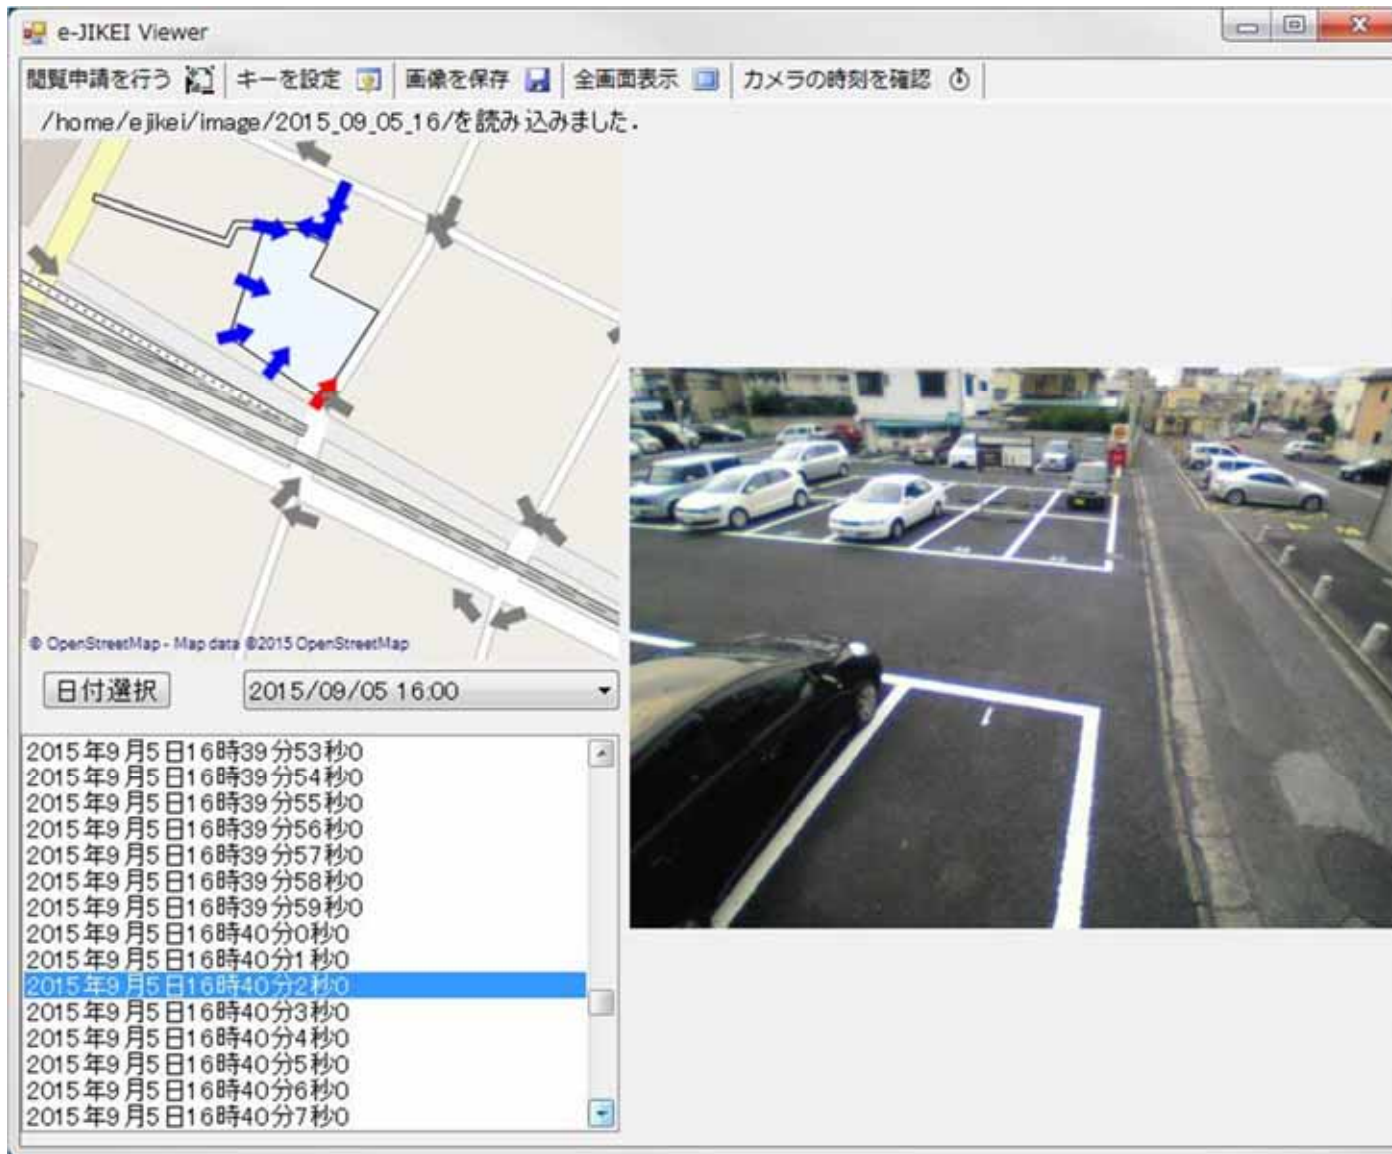 e-JIKEI Viewer
閲覧申請を行う キーを設定 画像を保存 全画面表示 カメラの時刻を確認
/home/ejikei/image/2015_09_05_16/を読み込みました.
© OpenStreetMap - Map data ©2015 OpenStreetMap
日付選択 2015/09/05 16:00
2015年9月5日16時39分53秒0
2015年9月5日16時39分54秒0
2015年9月5日16時39分55秒0
2015年9月5日16時39分56秒0
2015年9月5日16時39分57秒0
2015年9月5日16時39分58秒0
2015年9月5日16時39分59秒0
2015年9月5日16時40分0秒0
2015年9月5日16時40分1秒0
2015年9月5日16時40分2秒0
2015年9月5日16時40分3秒0
2015年9月5日16時40分4秒0
2015年9月5日16時40分5秒0
2015年9月5日16時40分6秒0
2015年9月5日16時40分7秒0